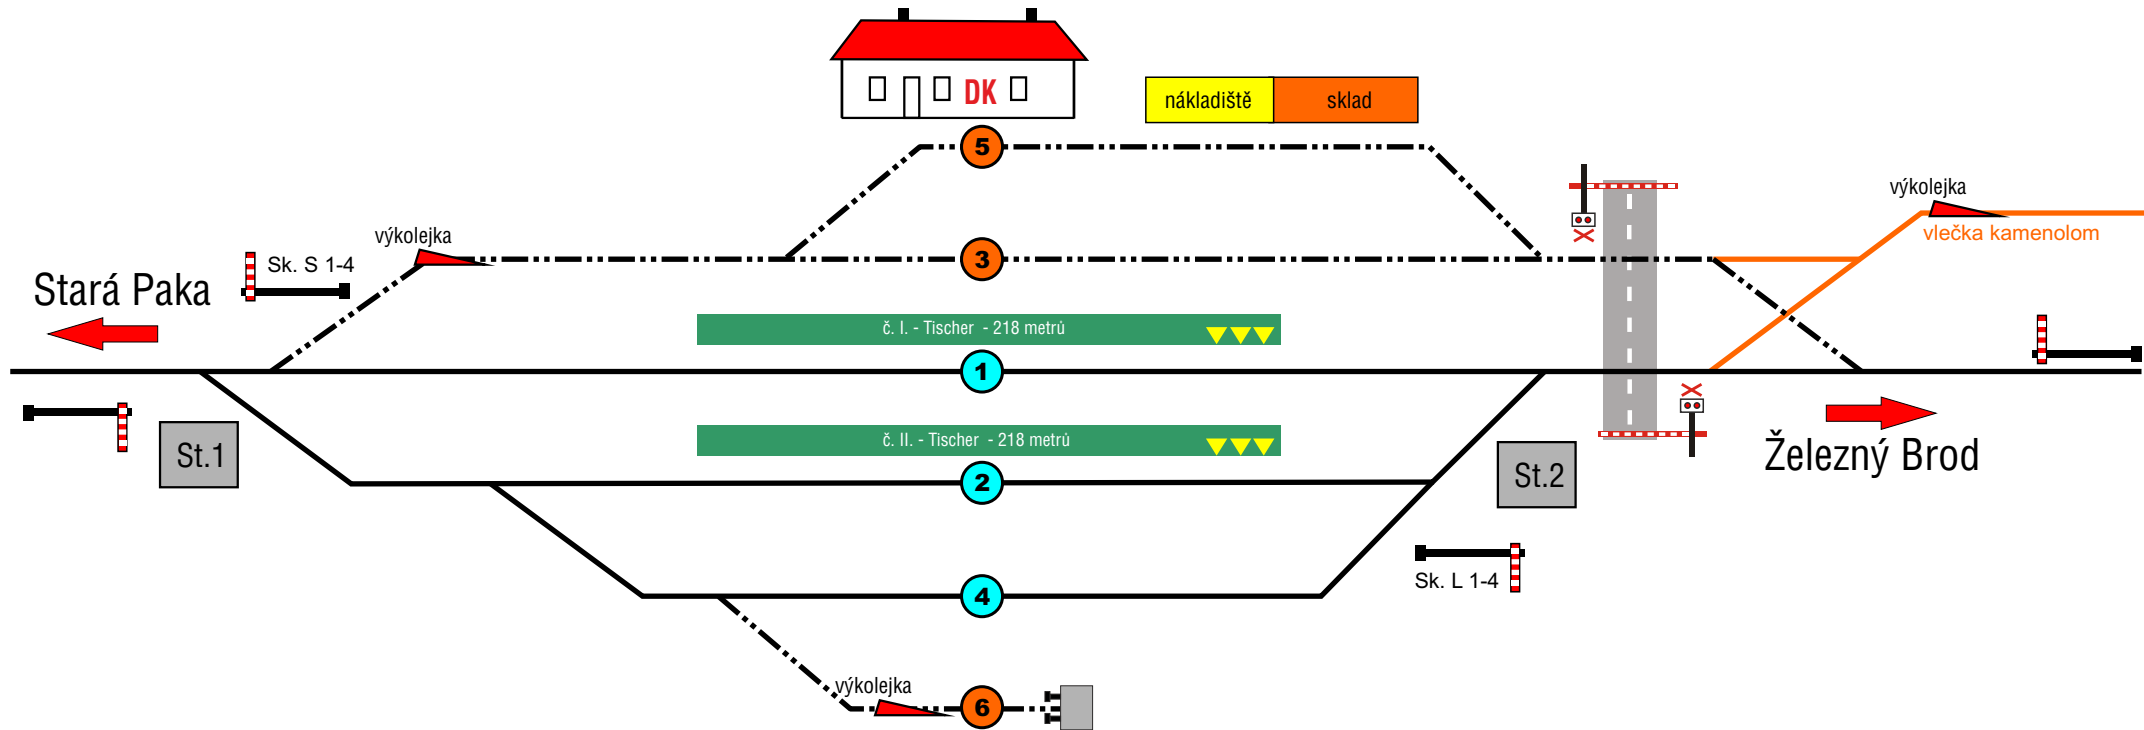 DK
nákladiště
sklad
5
výkolejka
výkolejka
vlečka kamenolom
3
Sk. S 1-4
Stará Paka
č. I. - Tischer - 218 metrů
1
č. II. - Tischer - 218 metrů
St.1
2
St.2
Železný Brod
Sk. L 1-4
4
výkolejka
6